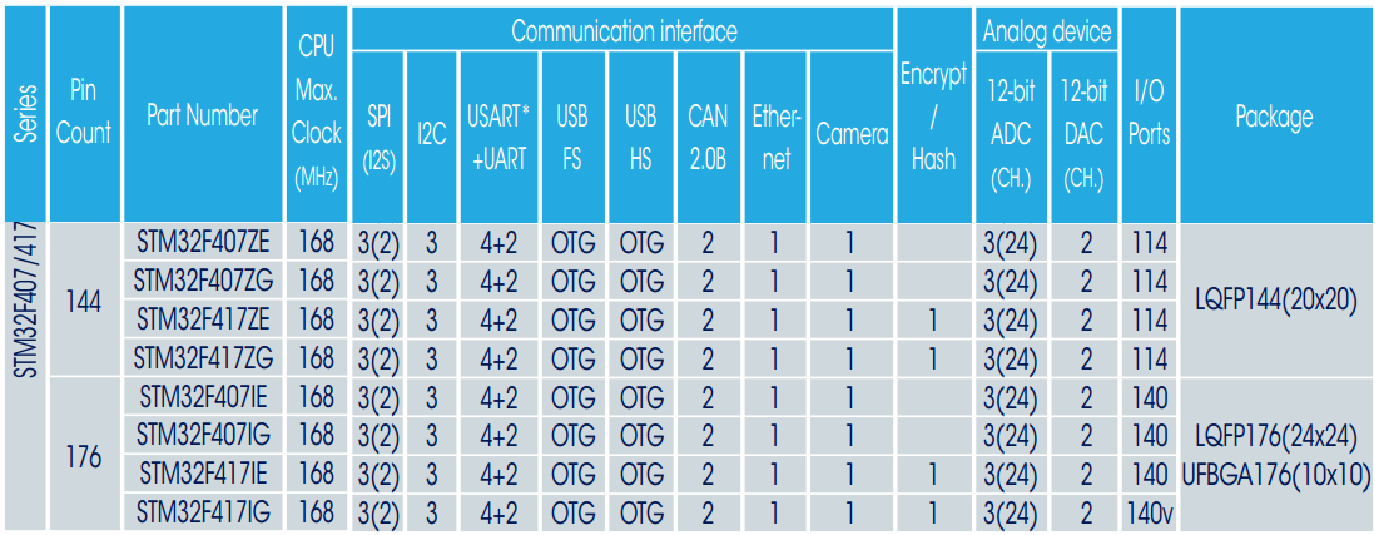 Series Pin Count Part Number CPU Max. Clock (MHz) Communication interface Encrypt / Hash Analog device I/O Ports Package
SPI (I2S) I2C USART* +UART USB FS USB HS CAN 2.0B Ether- net Camera 12-bit ADC (CH.) 12-bit DAC (CH.)
STM32F407/417
144
STM32F407ZE 168 3(2) 3 4+2 OTG OTG 2 1 1 3(24) 2 114
STM32F407ZG 168 3(2) 3 4+2 OTG OTG 2 1 1 3(24) 2 114
STM32F417ZE 168 3(2) 3 4+2 OTG OTG 2 1 1 1 3(24) 2 114
STM32F417ZG 168 3(2) 3 4+2 OTG OTG 2 1 1 1 3(24) 2 114
LQFP144(20x20)
176
STM32F407IE 168 3(2) 3 4+2 OTG OTG 2 1 1 3(24) 2 140
STM32F407IG 168 3(2) 3 4+2 OTG OTG 2 1 1 3(24) 2 140
STM32F417IE 168 3(2) 3 4+2 OTG OTG 2 1 1 1 3(24) 2 140
STM32F417IG 168 3(2) 3 4+2 OTG OTG 2 1 1 1 3(24) 2 140v
LQFP176(24x24)
UFBGA176(10x10)